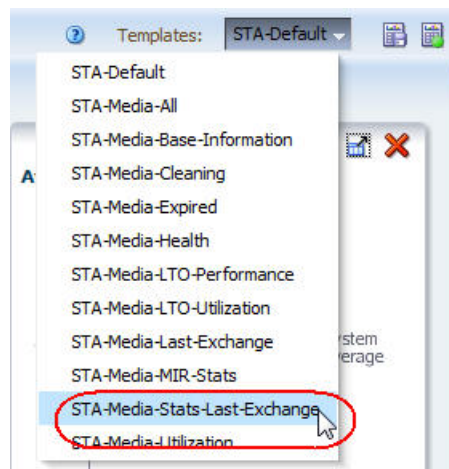 Templates: STA-Default
STA-Default
STA-Media-All
STA-Media-Base-Information
STA-Media-Cleaning
STA-Media-Expired
STA-Media-Health
STA-Media-LTO-Performance
STA-Media-LTO-Utilization
STA-Media-Last-Exchange
STA-Media-MIR-Stats
STA-Media-Stats-Last-Exchange
STA-Media-Utilization